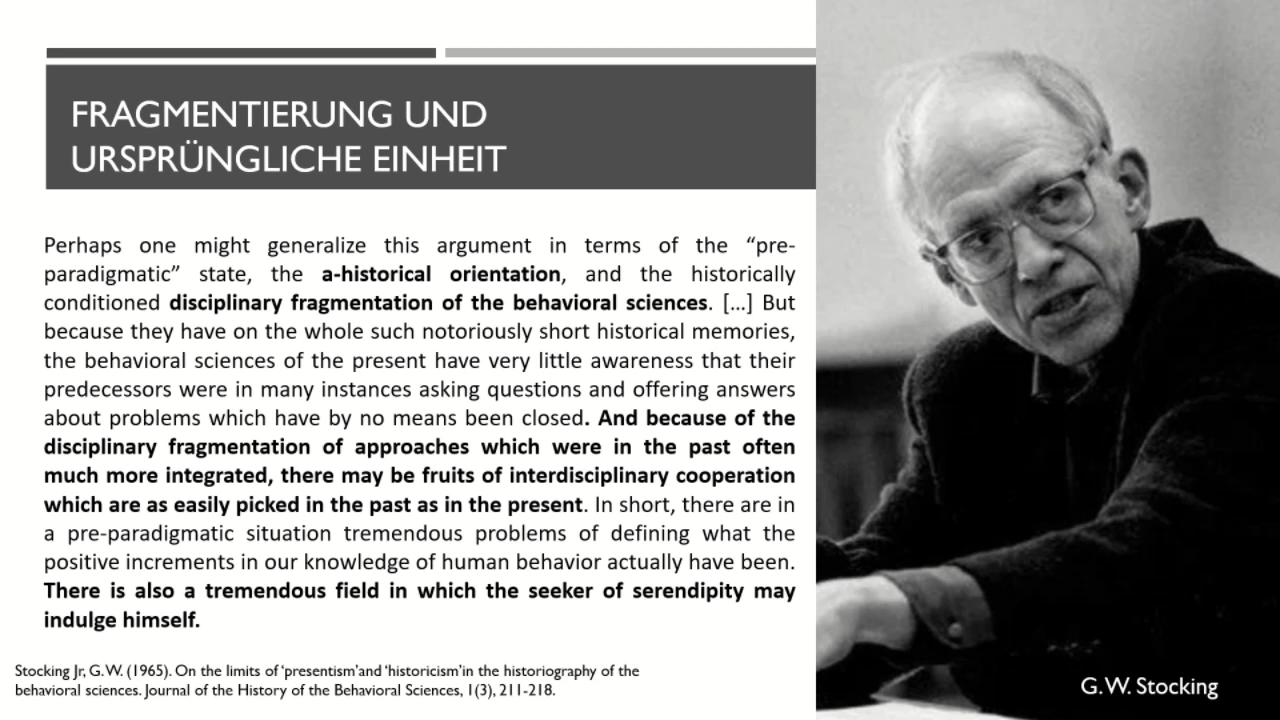 FRAGMENTIERUNG UND
URSPRÜNGLICHE EINHEIT
Perhaps one might generalize this argument in terms of the “pre-
paradigmatic” state, the a-historical orientation, and the historically
conditioned disciplinary fragmentation of the behavioral sciences. [...] But
because they have on the whole such notoriously short historical memories,
the behavioral sciences of the present have very little awareness that their
predecessors were in many instances asking questions and offering answers
about problems which have by no means been closed. And because of the
disciplinary fragmentation of approaches which were in the past often
much more integrated, there may be fruits of interdisciplinary cooperation
which are as easily picked in the past as in the present. In short, there are in
a pre-paradigmatic situation tremendous problems of defining what the
positive increments in our knowledge of human behavior actually have been.
There is also a tremendous field in which the seeker of serendipity may
indulge himself.
Stocking Jr, G. W. (1965). On the limits of ‘presentism’and ‘historicism’in the historiography of the
behavioral sciences. Journal of the History of the Behavioral Sciences, 1(3), 211-218.
G. W. Stocking